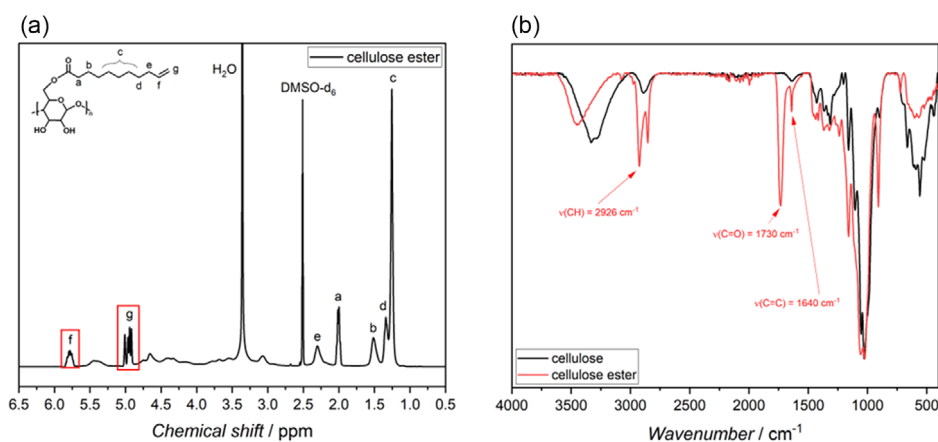 (a)
cellulose ester
c
b
a
d
e
f
g
O
O
O
O
O
n
HO
OH
H₂O
DMSO-d₆
c
f
g
e
a
b
d
6.5 6.0 5.5 5.0 4.5 4.0 3.5 3.0 2.5 2.0 1.5 1.0 0.5
Chemical shift / ppm
(b)
ν(CH) = 2926 cm⁻¹
ν(C=O) = 1730 cm⁻¹
ν(C=C) = 1640 cm⁻¹
cellulose
cellulose ester
4000 3500 3000 2500 2000 1500 1000 500
Wavenumber / cm⁻¹